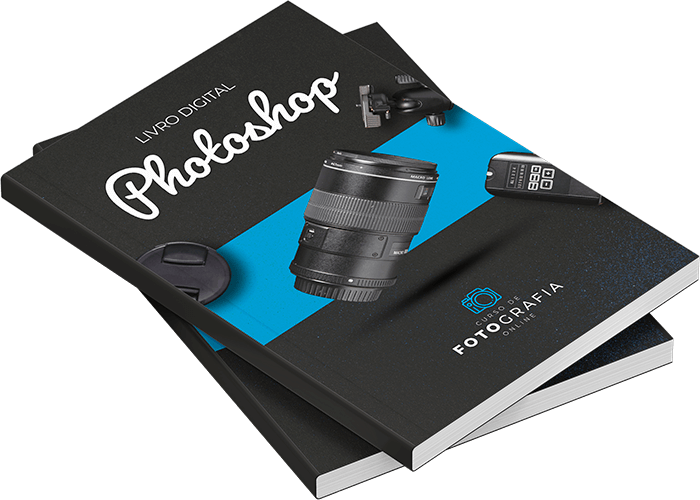 LIVRO DIGITAL
Photoshop
CURSO DE
FOTOGRAFIA
ONLINE